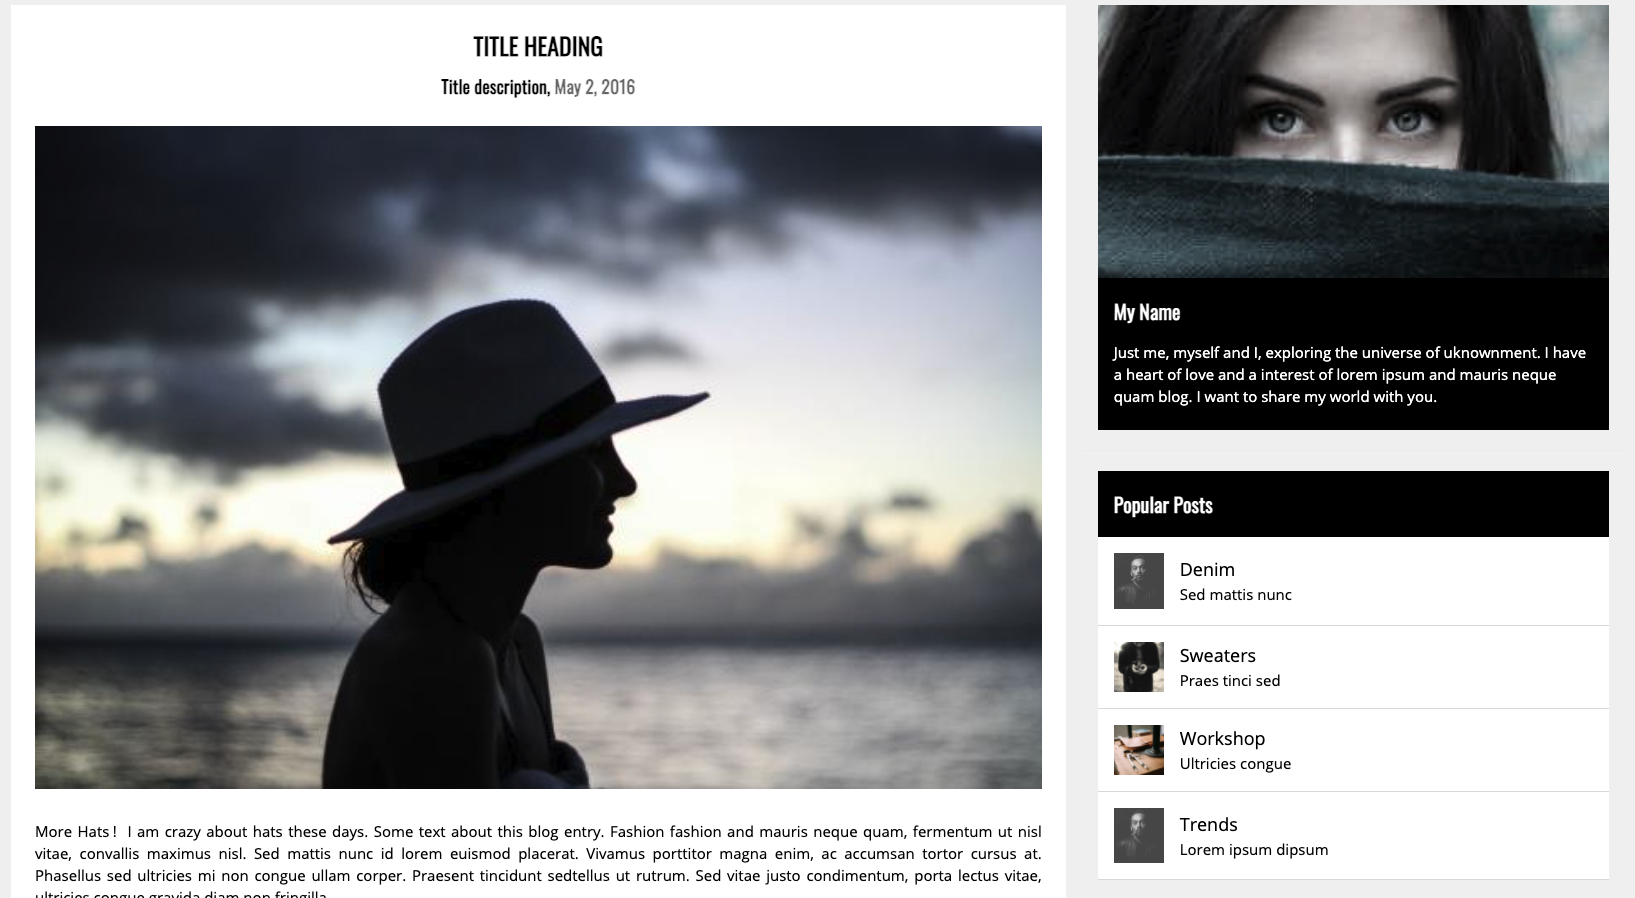 TITLE HEADING
Title description, May 2, 2016
More Hats! I am crazy about hats these days. Some text about this blog entry. Fashion fashion and mauris neque quam, fermentum ut nisl
vitae, convallis maximus nisl. Sed mattis nunc id lorem euismod placerat. Vivamus porttitor magna enim, ac accumsan tortor cursus at.
Phasellus sed ultricies mi non congue ullam corper. Praesent tincidunt sedtellus ut rutrum. Sed vitae justo condimentum, porta lectus vitae,
ultricies congue gravida diam non fringilla.
My Name
Just me, myself and I, exploring the universe of uknownment. I have
a heart of love and a interest of lorem ipsum and mauris neque
quam blog. I want to share my world with you.
Popular Posts
Denim
Sed mattis nunc
Sweaters
Praes tinci sed
Workshop
Ultricies congue
Trends
Lorem ipsum dipsum